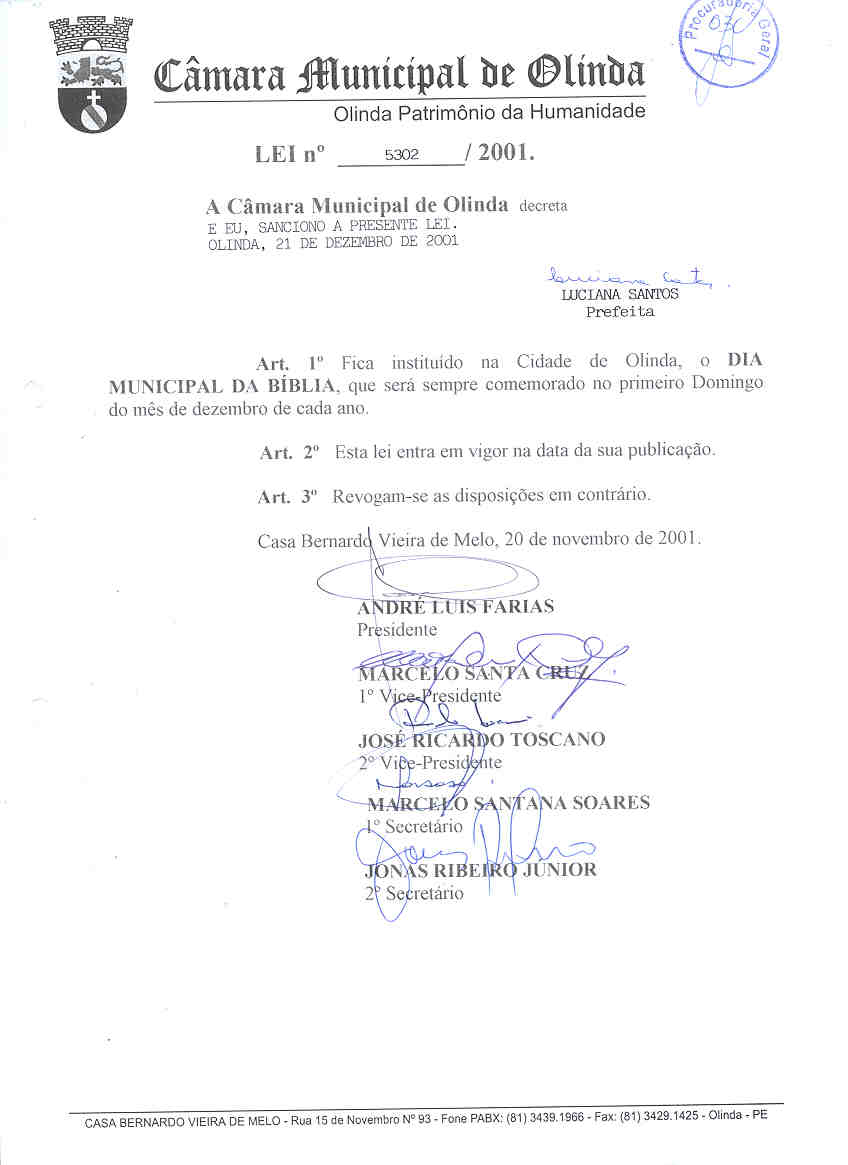 Procuradoria Geral
030
Câmara Municipal de Olinda
Olinda Patrimônio da Humanidade
LEI nº 5302 / 2001.
A Câmara Municipal de Olinda decreta
E EU, SANCIONO A PRESENTE LEI.
OLINDA, 21 DE DEZEMBRO DE 2001
LUCIANA SANTOS
Prefeita
Art. 1º Fica instituído na Cidade de Olinda, o DIA
MUNICIPAL DA BÍBLIA, que será sempre comemorado no primeiro Domingo
do mês de dezembro de cada ano.
Art. 2º Esta lei entra em vigor na data da sua publicação.
Art. 3º Revogam-se as disposições em contrário.
Casa Bernardo Vieira de Melo, 20 de novembro de 2001.
ANDRÉ LUIS FARIAS
Presidente
MARCELO SANTA CRUZ
1º Vice-Presidente
JOSÉ RICARDO TOSCANO
2º Vice-Presidente
MARCELO SANTANA SOARES
1º Secretário
JONAS RIBEIRO JÚNIOR
2º Secretário
CASA BERNARDO VIEIRA DE MELO - Rua 15 de Novembro Nº 93 - Fone PABX: (81) 3439.1966 - Fax: (81) 3429.1425 - Olinda - PE